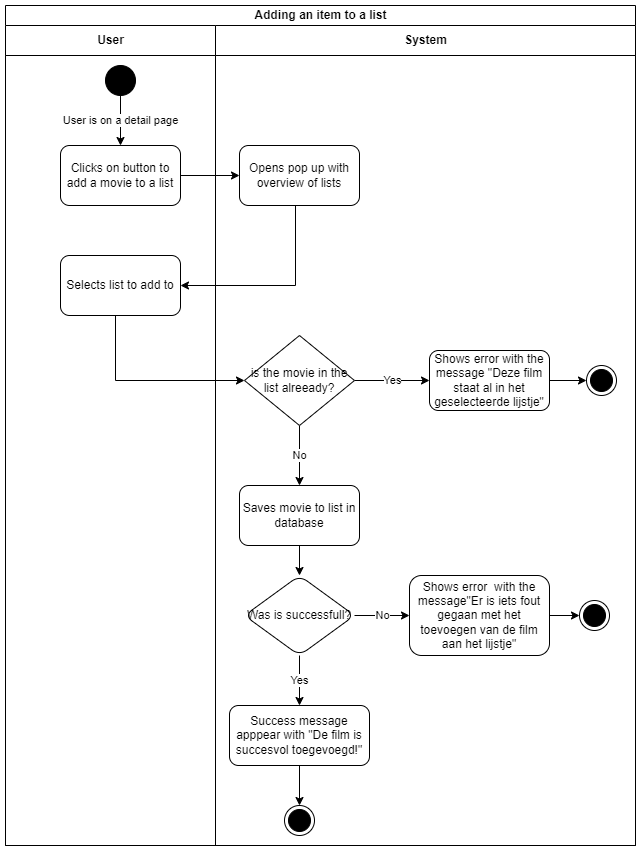 Adding an item to a list
User
System
User is on a detail page
Clicks on button to
add a movie to a list
Opens pop up with
overview of lists
Selects list to add to
is the movie in the
list alreeady?
Yes
Shows error with the
message "Deze film
staat al in het
geselecteerde lijstje"
No
Saves movie to list in
database
Was is successfull?
No
Shows error  with the
message"Er is iets fout
gegaan met het
toevoegen van de film
aan het lijstje"
Yes
Success message
apppear with "De film is
succesvol toegevoegd!"